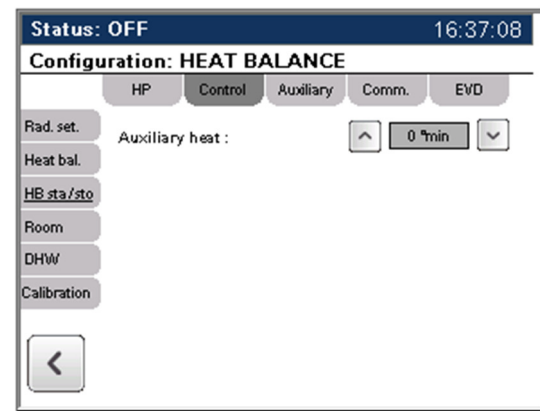 Status: OFF 16:37:08
Configuration: HEAT BALANCE
HP Control Auxiliary Comm. EVD
Rad. set.
Auxiliary heat : 0 °min
Heat bal.
HB sta/sto
Room
DHW
Calibration